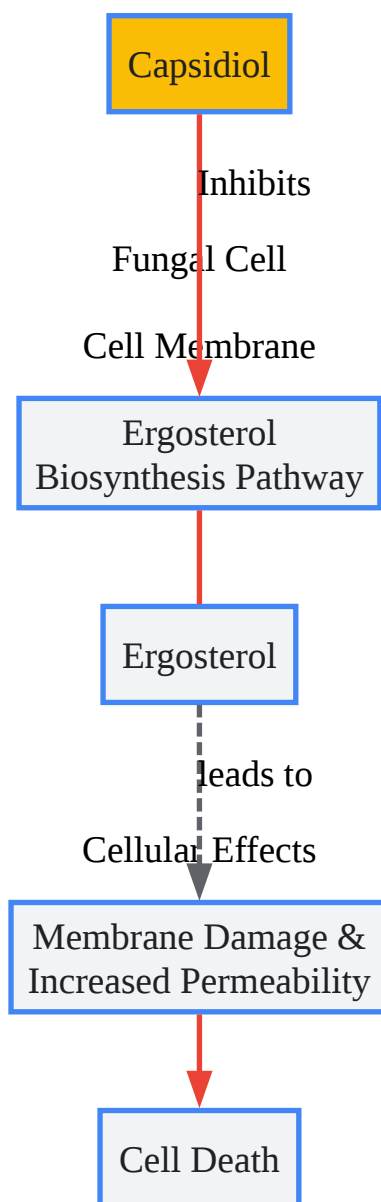 Capsidiol
Inhibits
Fungal Cell
Cell Membrane
Ergosterol
Biosynthesis Pathway
Ergosterol
leads to
Cellular Effects
Membrane Damage &
Increased Permeability
Cell Death